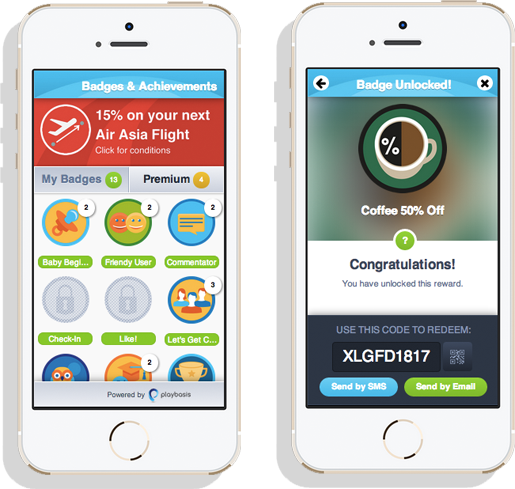 Badges & Achievements
15% on your next
Air Asia Flight
Click for conditions
My Badges 13
Premium 4
2
2
2
Baby Begi...
Friendy User
Commentator
3
Check-In
Like!
Let's Get C...
2
Powered by playbasis
Badge Unlocked!
%
Coffee 50% Off
?
Congratulations!
You have unlocked this reward.
USE THIS CODE TO REDEEM:
XLGFD1817
Send by SMS
Send by Email